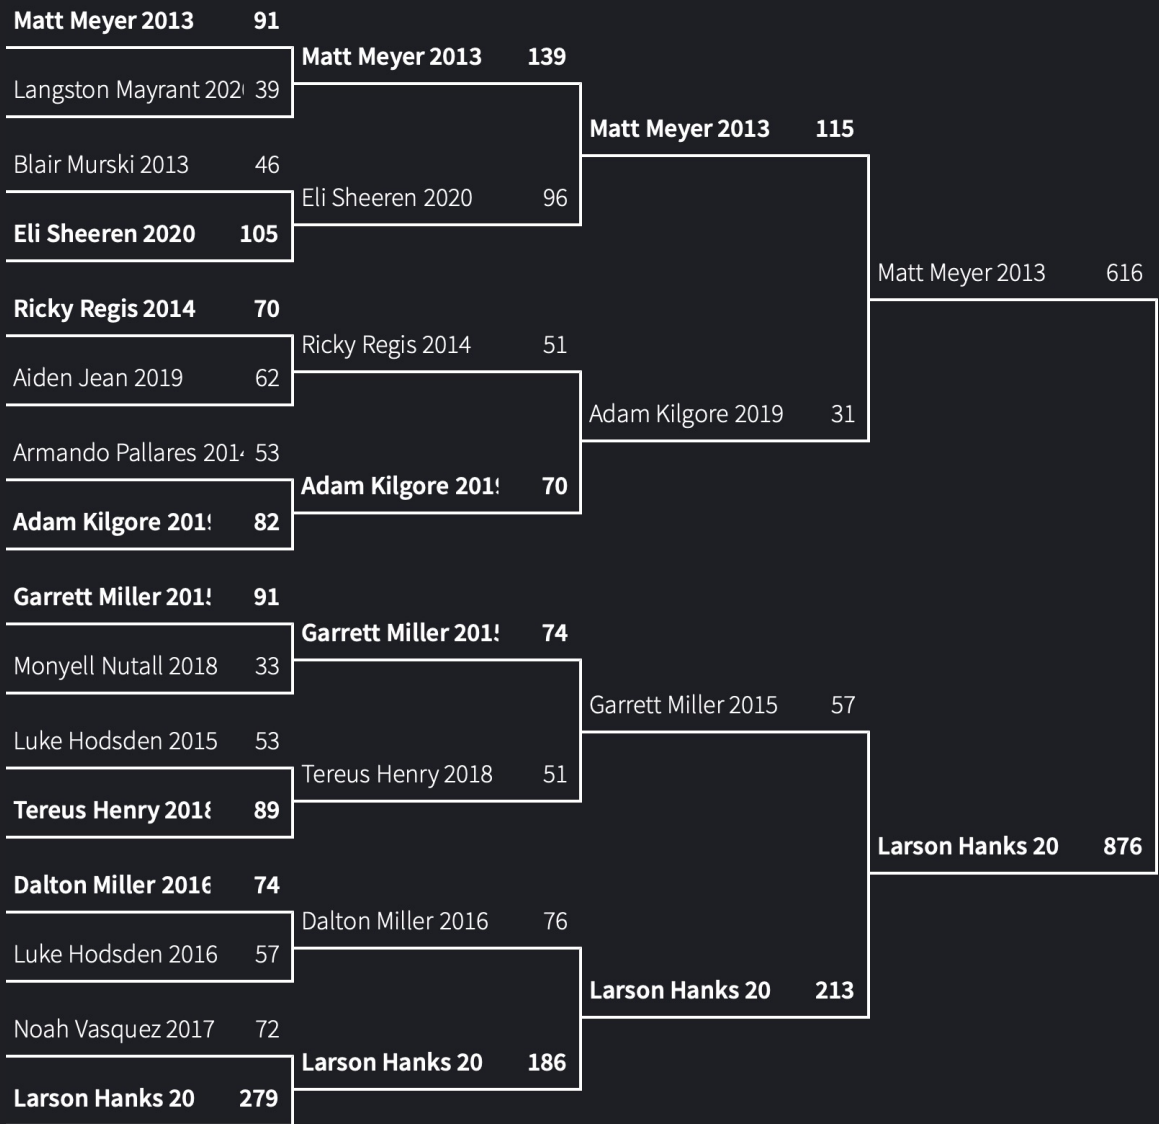 Matt Meyer 2013 91
Langston Mayrant 202 39
Blair Murski 2013 46
Eli Sheeren 2020 105
Ricky Regis 2014 70
Aiden Jean 2019 62
Armando Pallares 201 53
Adam Kilgore 201 82
Garrett Miller 201 91
Monyell Nutall 2018 33
Luke Hodsden 2015 53
Tereus Henry 2018 89
Dalton Miller 2016 74
Luke Hodsden 2016 57
Noah Vasquez 2017 72
Larson Hanks 20 279
Matt Meyer 2013 139
Eli Sheeren 2020 96
Ricky Regis 2014 51
Adam Kilgore 201 70
Garrett Miller 201 74
Tereus Henry 2018 51
Dalton Miller 2016 76
Larson Hanks 20 186
Matt Meyer 2013 115
Adam Kilgore 2019 31
Garrett Miller 2015 57
Larson Hanks 20 213
Matt Meyer 2013 616
Larson Hanks 20 876